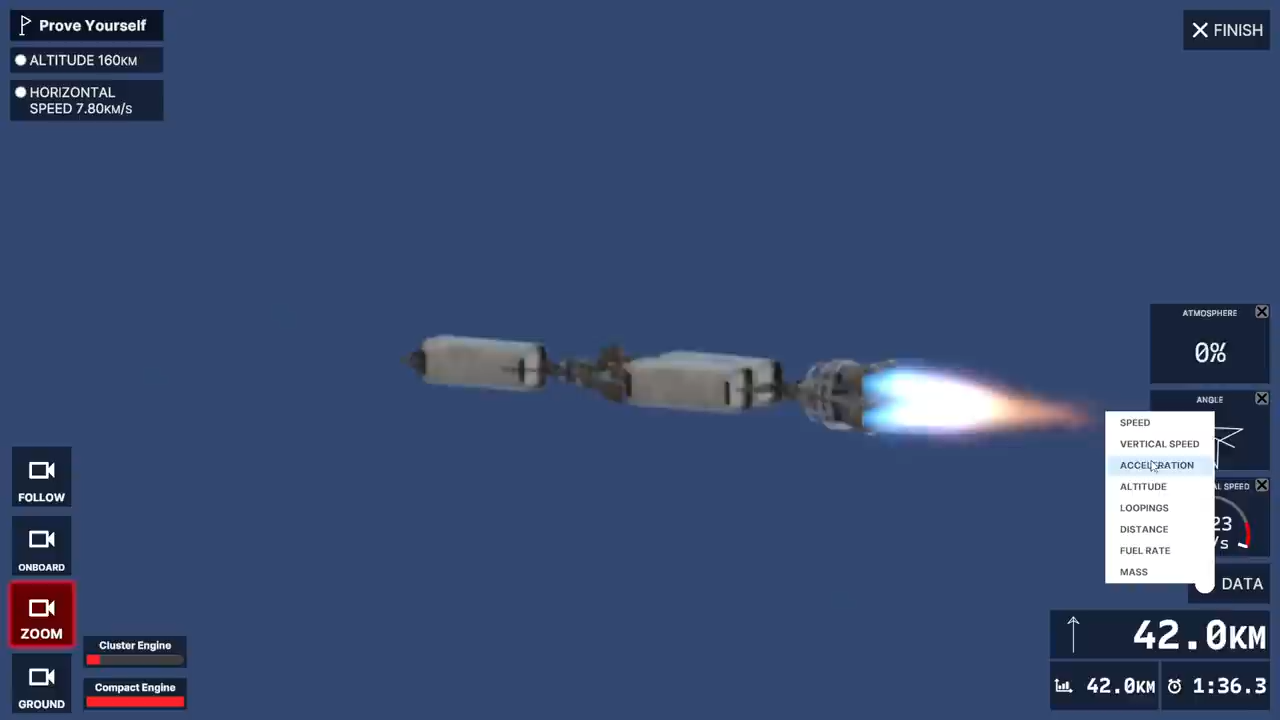 Prove Yourself
ALTITUDE 160KM
HORIZONTAL
SPEED 7.80KM/S
FINISH
ATMOSPHERE
0%
ANGLE
SPEED
VERTICAL SPEED
ACCELERATION
ALTITUDE
LOOPINGS
DISTANCE
FUEL RATE
MASS
SPEED
DATA
42.0KM
42.0KM
1:36.3
FOLLOW
ONBOARD
ZOOM
GROUND
Cluster Engine
Compact Engine